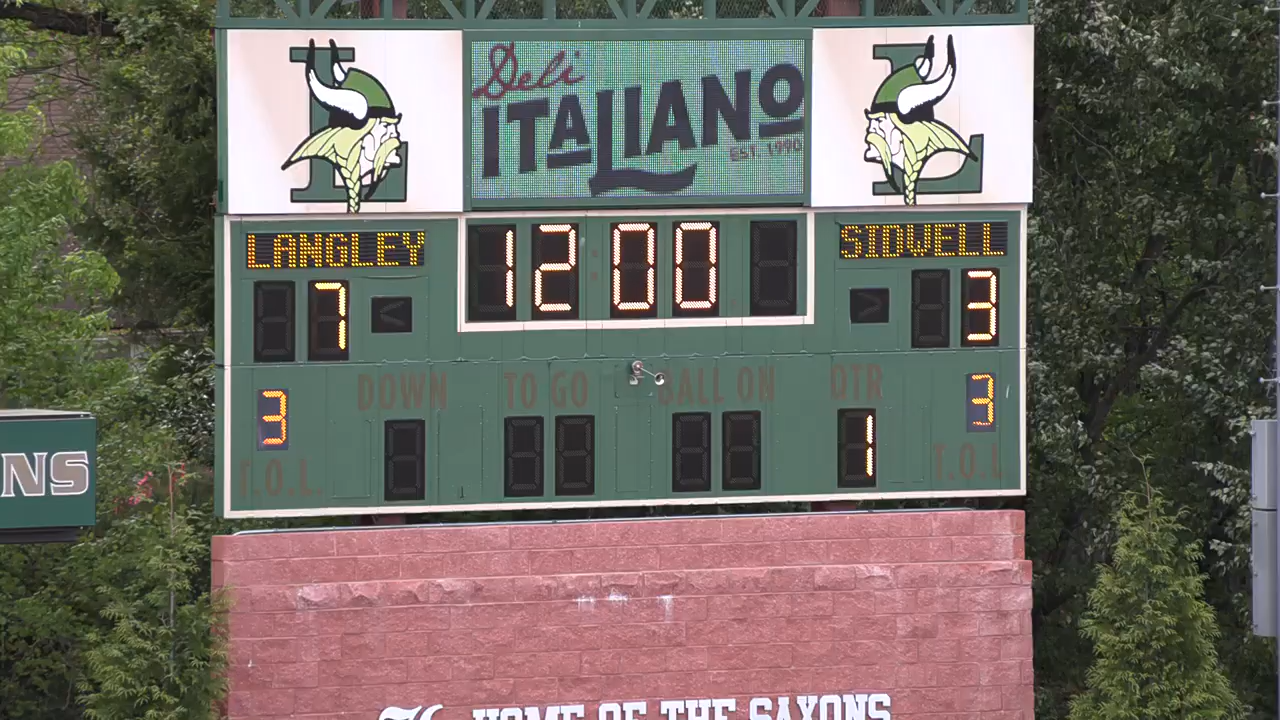 Deli
ITALIANO
EST. 1990
LANGLEY 12:00 SIDWELL
7 < > 3
DOWN TO GO BALL ON QTR
3 1 3
T.O.L. T.O.L.
NS
HOME OF THE SAXONS